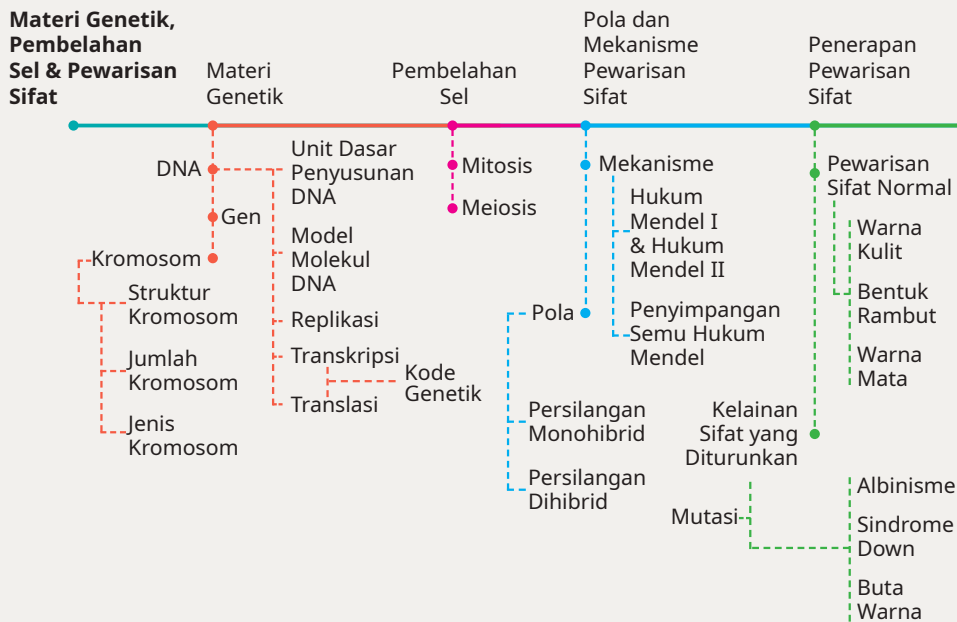 Materi Genetik,
Pembelahan
Sel & Pewarisan
Sifat
Materi
Genetik
Pembelahan
Sel
Pola dan
Mekanisme
Pewarisan
Sifat
Penerapan
Pewarisan
Sifat
DNA
Unit Dasar
Penyusunan
DNA
Model
Molekul
DNA
Replikasi
Transkripsi
Translasi
Kode
Genetik
Gen
Kromosom
Struktur
Kromosom
Jumlah
Kromosom
Jenis
Kromosom
Mitosis
Meiosis
Mekanisme
Hukum
Mendel I
& Hukum
Mendel II
Penyimpangan
Semu Hukum
Mendel
Pola
Persilangan
Monohibrid
Persilangan
Dihibrid
Pewarisan
Sifat Normal
Warna
Kulit
Bentuk
Rambut
Warna
Mata
Kelainan
Sifat yang
Diturunkan
Mutasi
Albinisme
Sindrome
Down
Buta
Warna